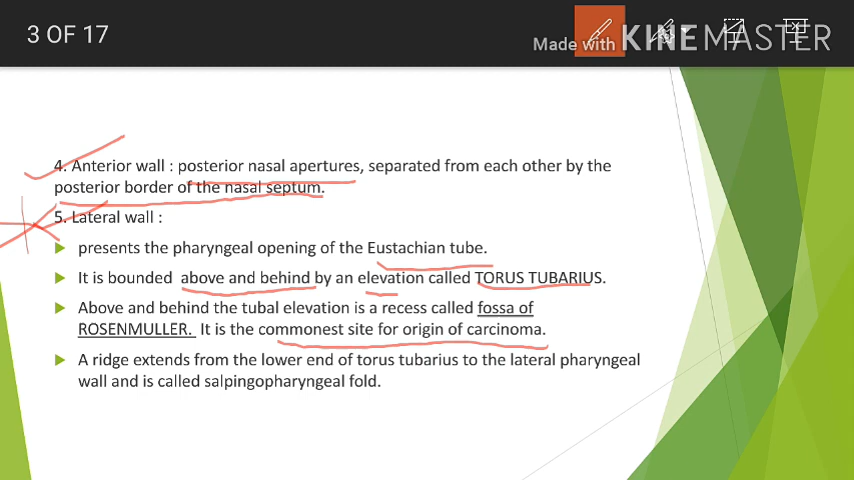 3 OF 17
Made with KINEMASTER
4. Anterior wall : posterior nasal apertures, separated from each other by the
posterior border of the nasal septum.
5. Lateral wall :
presents the pharyngeal opening of the Eustachian tube.
It is bounded above and behind by an elevation called TORUS TUBARIUS.
Above and behind the tubal elevation is a recess called fossa of
ROSENMULLER. It is the commonest site for origin of carcinoma.
A ridge extends from the lower end of torus tubarius to the lateral pharyngeal
wall and is called salpingopharyngeal fold.